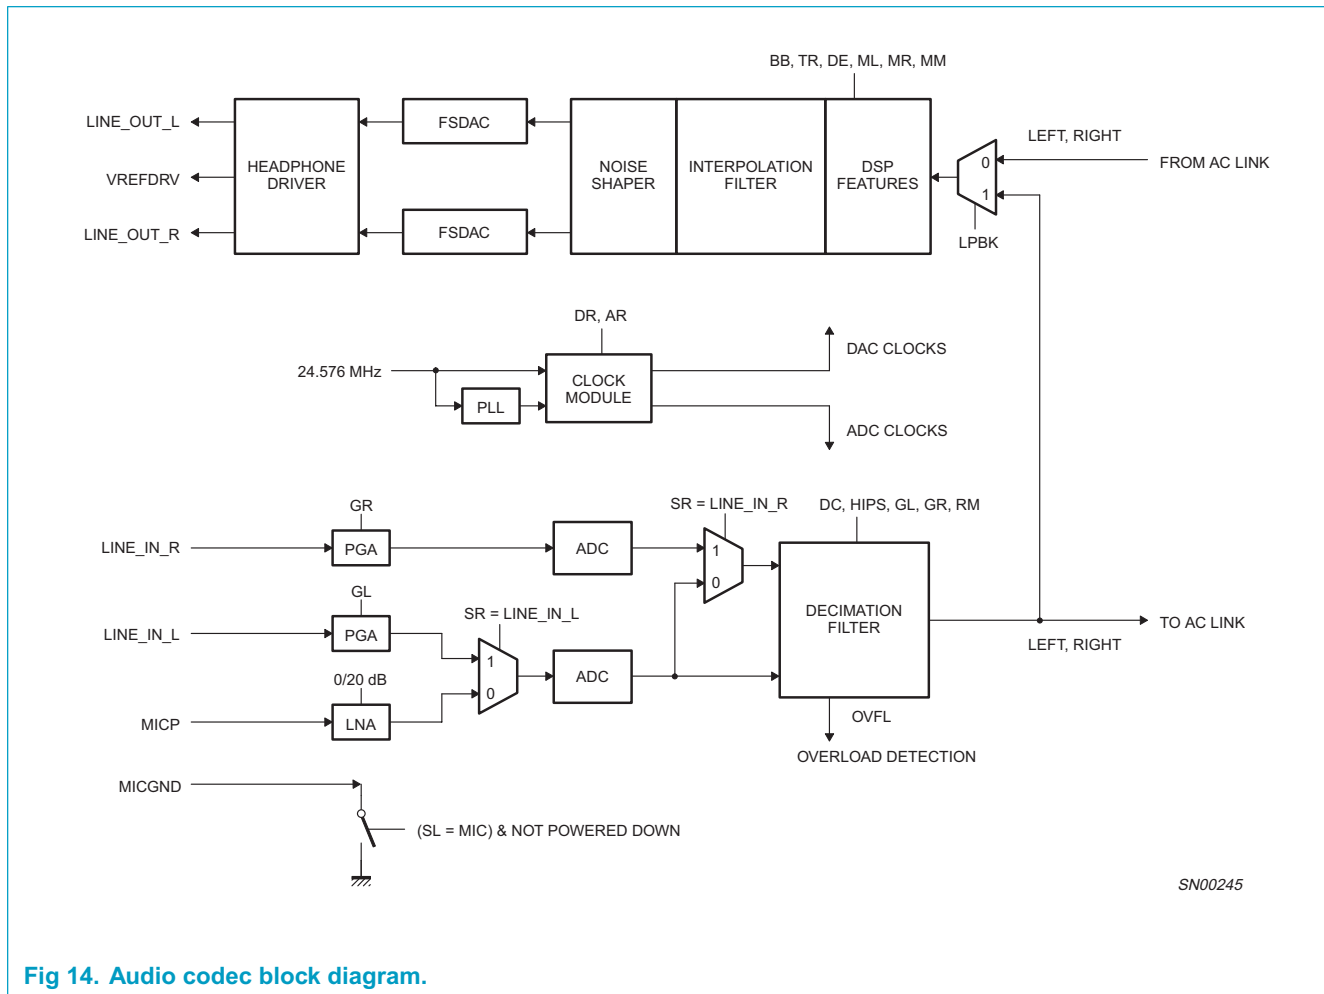 BB, TR, DE, ML, MR, MM
LINE_OUT_L
VREFDRV
LINE_OUT_R
HEADPHONE
DRIVER
FSDAC
FSDAC
NOISE
SHAPER
INTERPOLATION
FILTER
DSP
FEATURES
0
1
LPBK
LEFT, RIGHT
FROM AC LINK
DR, AR
24.576 MHz
PLL
CLOCK
MODULE
DAC CLOCKS
ADC CLOCKS
GR
LINE_IN_R
PGA
ADC
SR = LINE_IN_R
1
0
DC, HIPS, GL, GR, RM
DECIMATION
FILTER
GL
LINE_IN_L
PGA
SR = LINE_IN_L
1
0
ADC
0/20 dB
MICP
LNA
TO AC LINK
LEFT, RIGHT
OVFL
OVERLOAD DETECTION
MICGND
(SL = MIC) & NOT POWERED DOWN
SN00245
Fig 14. Audio codec block diagram.